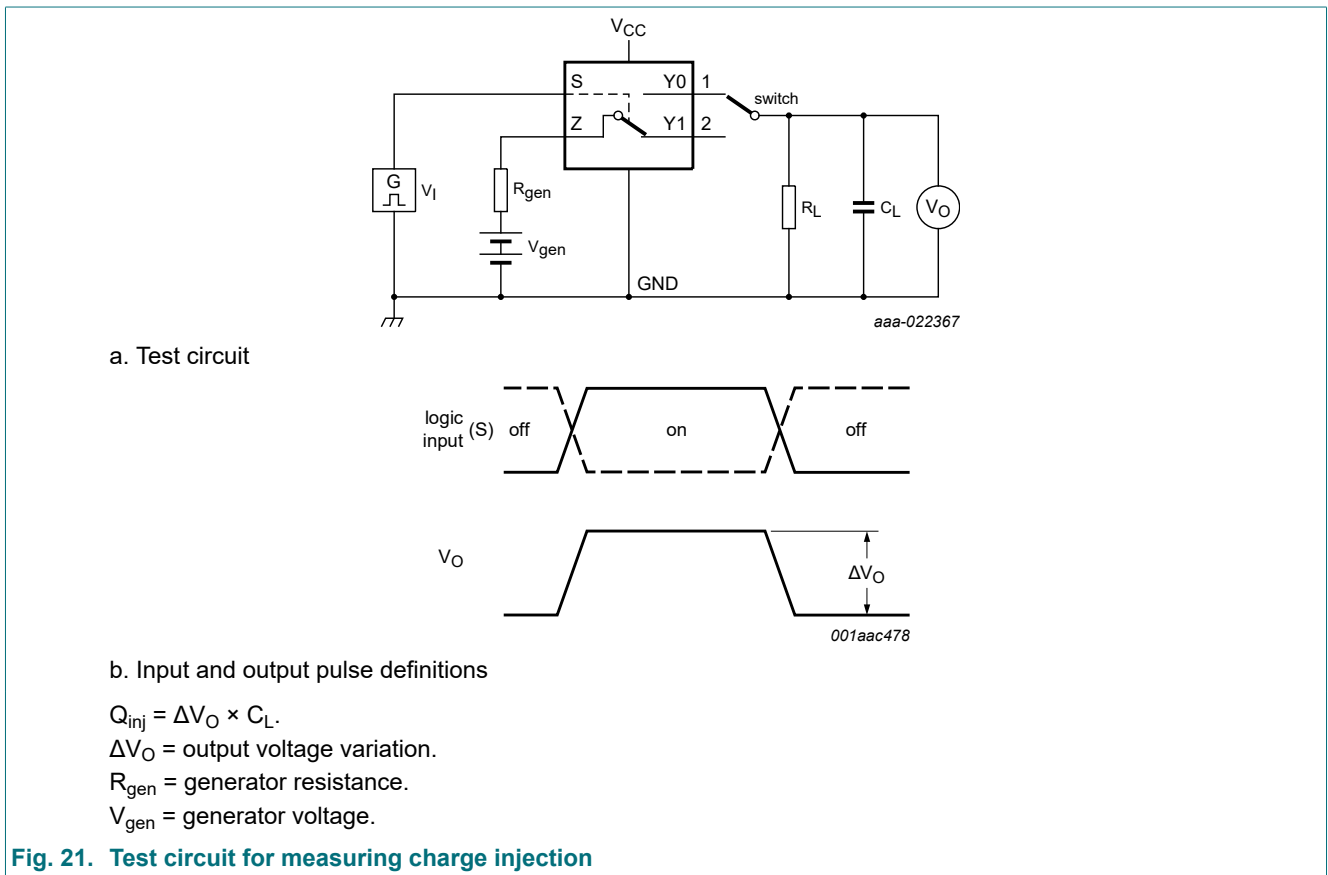 VCC
S Y0 1
switch
Z Y1 2
G VI
Rgen
RL CL VO
Vgen
GND
aaa-022367
a. Test circuit
logic input (S) off on off
VO
ΔVO
001aac478
b. Input and output pulse definitions
Qinj = ΔVO × CL.
ΔVO = output voltage variation.
Rgen = generator resistance.
Vgen = generator voltage.
Fig. 21. Test circuit for measuring charge injection